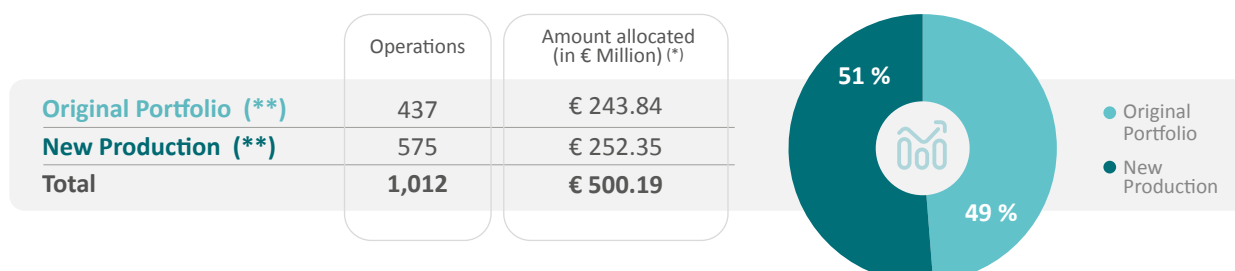 Operations
Amount allocated
(in € Million) (*)
Original Portfolio (**)
437
€ 243.84
New Production (**)
575
€ 252.35
Total
1,012
€ 500.19
51 %
49 %
Original
Portfolio
New
Production